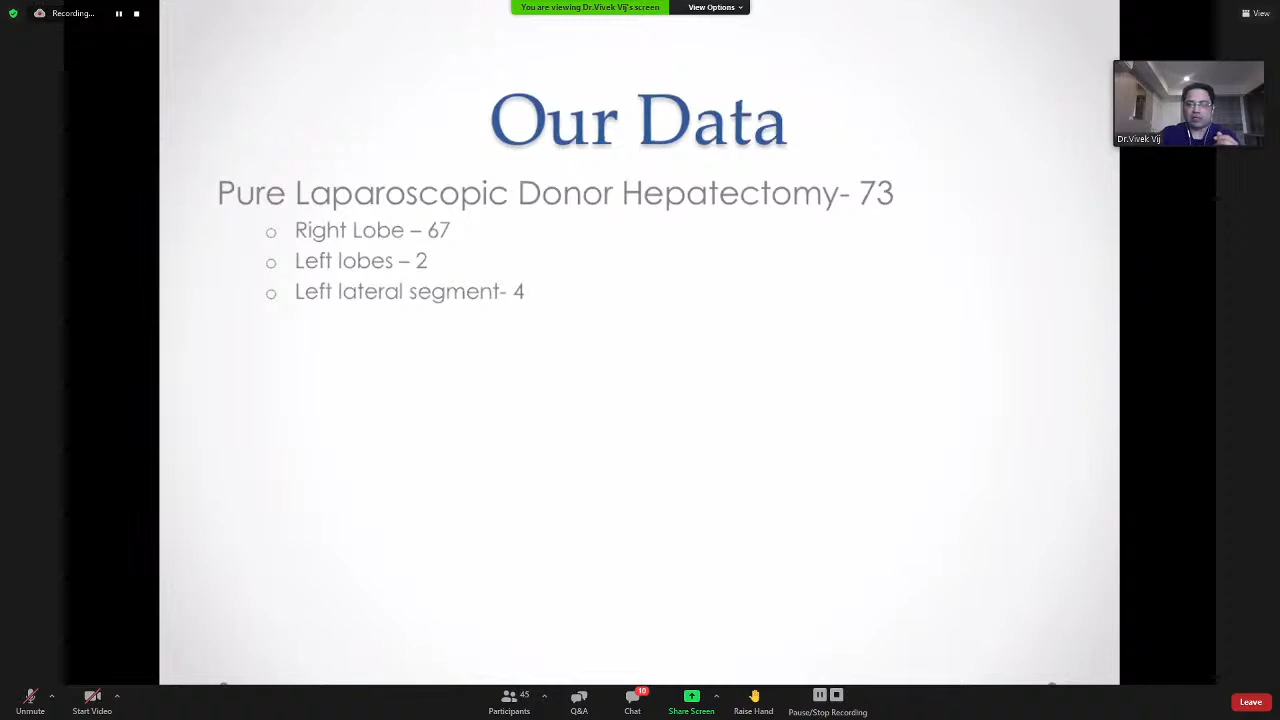 Recording...
You are viewing Dr.Vivek Vij's screen
View Options
View
Our Data
Dr.Vivek Vij
Pure Laparoscopic Donor Hepatectomy- 73
Right Lobe – 67
Left lobes – 2
Left lateral segment- 4
45
10
Unmute
Start Video
Participants
Q&A
Chat
Share Screen
Raise Hand
Pause/Stop Recording
Leave